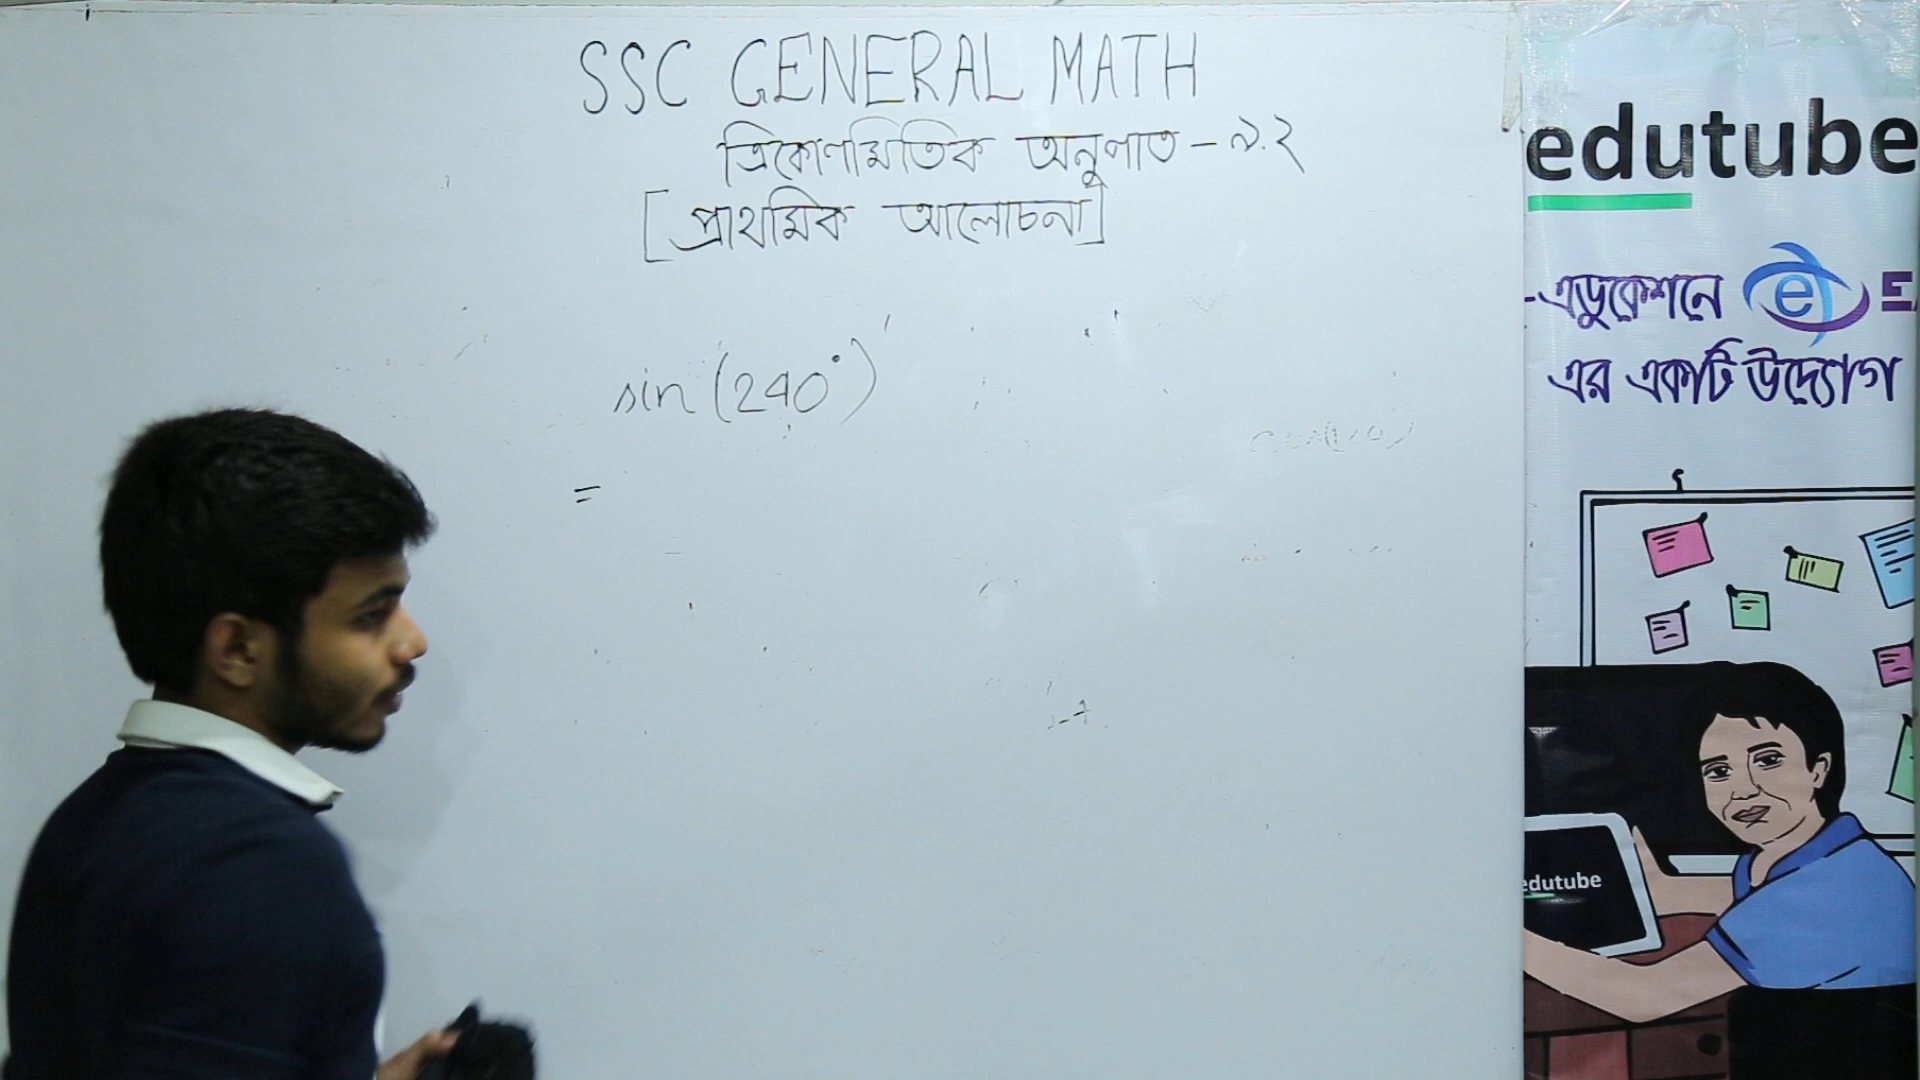 SSC GENERAL MATH
ত্রিকোণমিতিক অনুপাত - ৯.২
[প্রাথমিক আলোচনা]
sin (240°)
=
edutube
-এডুকেশনে e
এর একটি উদ্যোগ
edutube